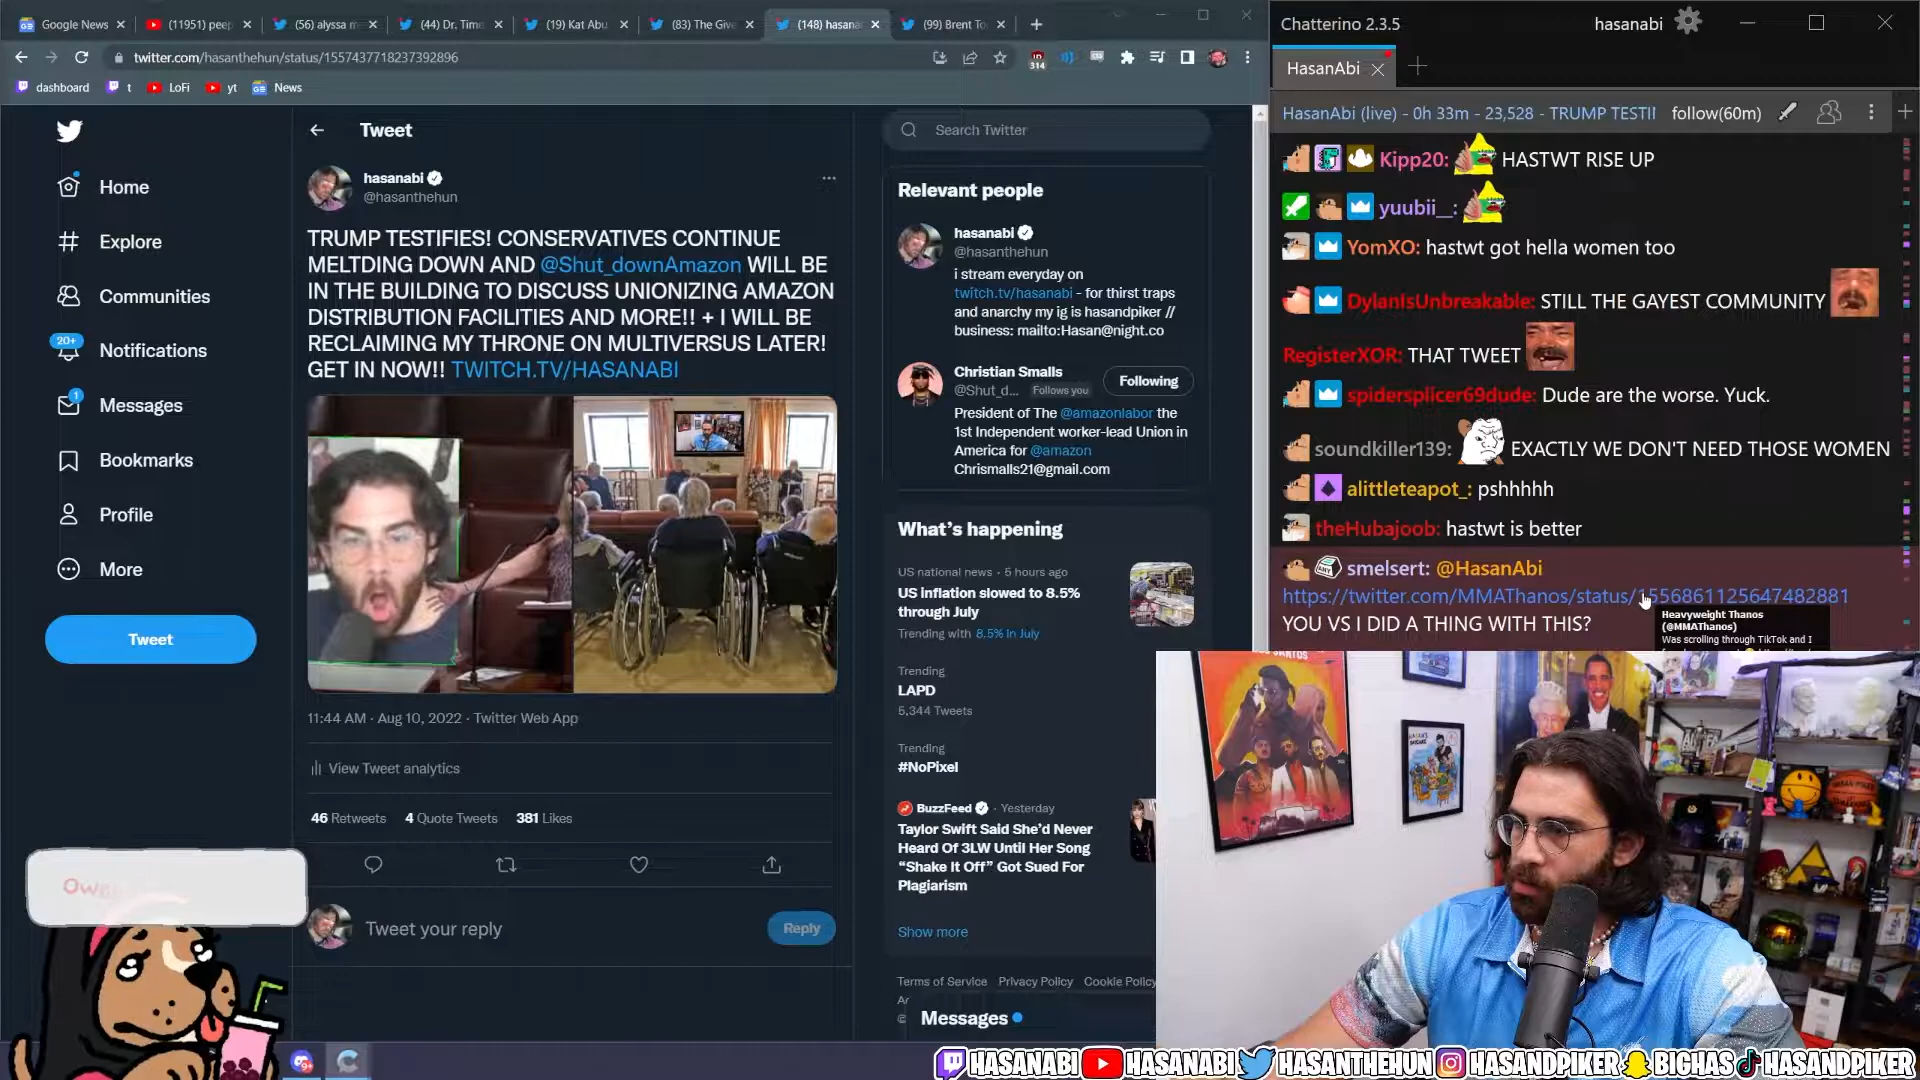 Google News
(11951) peep
(56) alyssa m
(44) Dr. Time
(19) Kat Abu
(83) The Give
(148) hasana
(99) Brent To
twitter.com/hasanthehun/status/1557437718237392896
314
dashboard
t
LoFi
yt
News
Home
Explore
Communities
20+
Notifications
1
Messages
Bookmarks
Profile
More
Tweet
Tweet
hasanabi
@hasanthehun
TRUMP TESTIFIES! CONSERVATIVES CONTINUE
MELTDING DOWN AND @Shut_downAmazon WILL BE
IN THE BUILDING TO DISCUSS UNIONIZING AMAZON
DISTRIBUTION FACILITIES AND MORE!! + I WILL BE
RECLAIMING MY THRONE ON MULTIVERSUS LATER!
GET IN NOW!! TWITCH.TV/HASANABI
11:44 AM · Aug 10, 2022 · Twitter Web App
View Tweet analytics
46 Retweets 4 Quote Tweets 381 Likes
Tweet your reply
Reply
Search Twitter
Relevant people
hasanabi
@hasanthehun
i stream everyday on
twitch.tv/hasanabi - for thirst traps
and anarchy my ig is hasandpiker //
business: mailto:Hasan@night.co
Christian Smalls
@Shut_d... Follows you
Following
President of The @amazonlabor the
1st Independent worker-lead Union in
America for @amazon
Chrismalls21@gmail.com
What's happening
US national news · 5 hours ago
US inflation slowed to 8.5%
through July
Trending with 8.5% in July
Trending
LAPD
5,344 Tweets
Trending
#NoPixel
BuzzFeed · Yesterday
Taylor Swift Said She'd Never
Heard Of 3LW Until Her Song
"Shake It Off" Got Sued For
Plagiarism
Show more
Terms of Service Privacy Policy Cookie Policy
Messages
Chatterino 2.3.5
hasanabi
HasanAbi
HasanAbi (live) - 0h 33m - 23,528 - TRUMP TESTII
follow(60m)
Kipp20: HASTWT RISE UP
yuubii__:
YomXO: hastwt got hella women too
DylanIsUnbreakable: STILL THE GAYEST COMMUNITY
RegisterXOR: THAT TWEET
spidersplicer69dude: Dude are the worse. Yuck.
soundkiller139: EXACTLY WE DON'T NEED THOSE WOMEN
alittleteapot_: pshhhhh
theHubajoob: hastwt is better
smelsert: @HasanAbi
https://twitter.com/MMAThanos/status/1556861125647482881
YOU VS I DID A THING WITH THIS?
Heavyweight Thanos
(@MMAThanos)
Was scrolling through TikTok and I
HASANABI HASANABI HASANTHEHUN HASANDPIKER BIGHAS HASANDPIKER